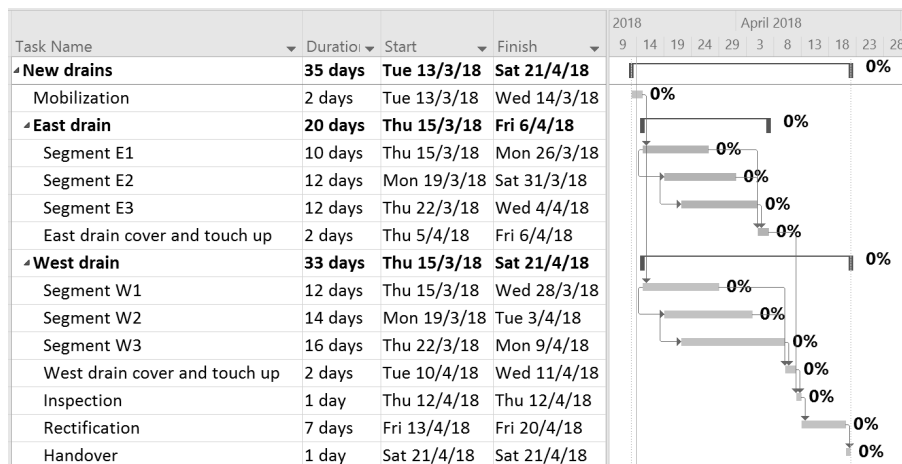 2018 April 2018
Task Name Duration Start Finish 9 14 19 24 29 3 8 13 18 23 28
New drains 35 days Tue 13/3/18 Sat 21/4/18 0%
Mobilization 2 days Tue 13/3/18 Wed 14/3/18 0%
East drain 20 days Thu 15/3/18 Fri 6/4/18 0%
Segment E1 10 days Thu 15/3/18 Mon 26/3/18 0%
Segment E2 12 days Mon 19/3/18 Sat 31/3/18 0%
Segment E3 12 days Thu 22/3/18 Wed 4/4/18 0%
East drain cover and touch up 2 days Thu 5/4/18 Fri 6/4/18 0%
West drain 33 days Thu 15/3/18 Sat 21/4/18 0%
Segment W1 12 days Thu 15/3/18 Wed 28/3/18 0%
Segment W2 14 days Mon 19/3/18 Tue 3/4/18 0%
Segment W3 16 days Thu 22/3/18 Mon 9/4/18 0%
West drain cover and touch up 2 days Tue 10/4/18 Wed 11/4/18 0%
Inspection 1 day Thu 12/4/18 Thu 12/4/18 0%
Rectification 7 days Fri 13/4/18 Fri 20/4/18 0%
Handover 1 day Sat 21/4/18 Sat 21/4/18 0%